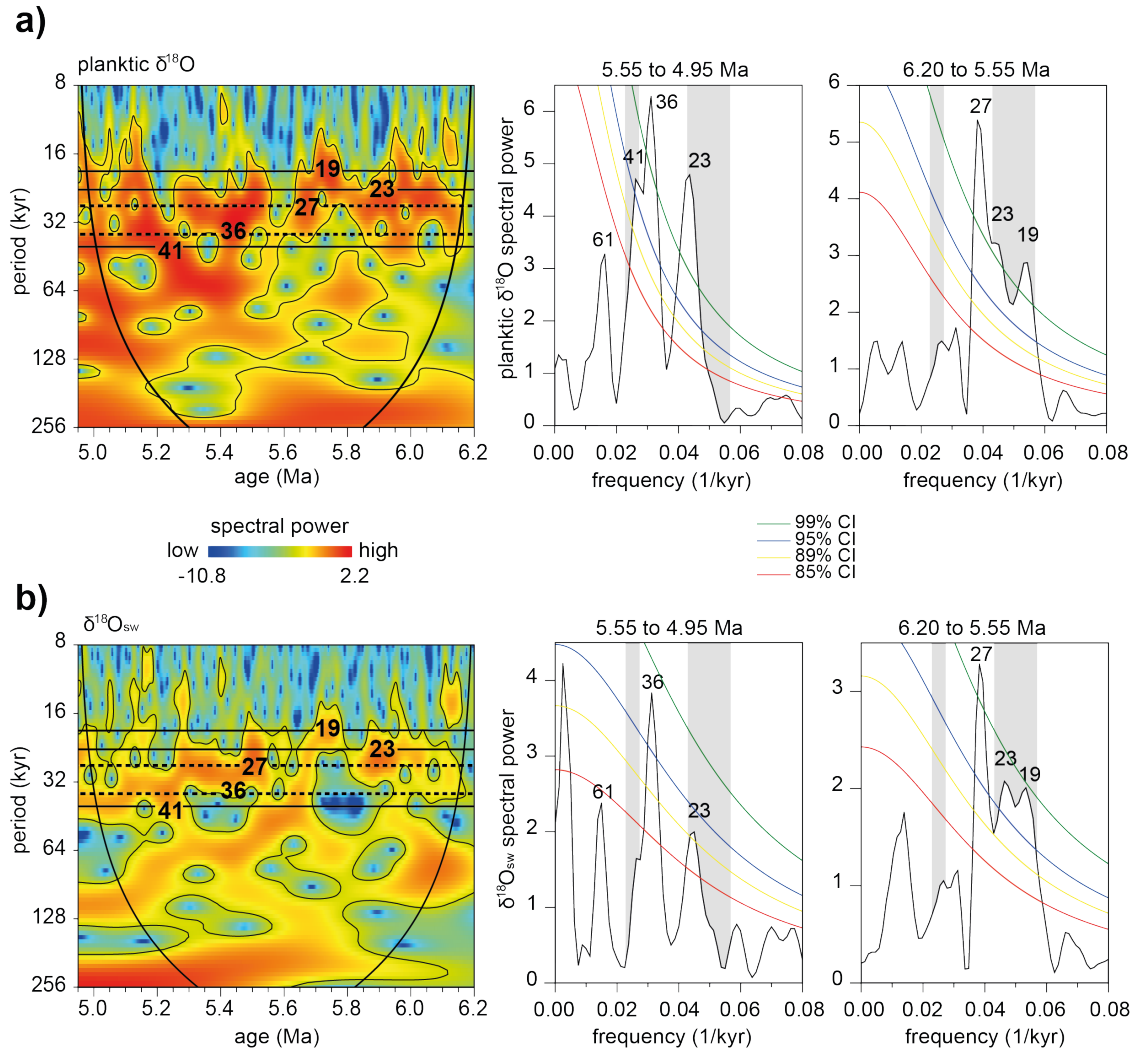 a)
planktic δ¹⁸O
8
16
32
64
128
256
period (kyr)
19
23
27
36
41
5.0 5.2 5.4 5.6 5.8 6.0 6.2
age (Ma)
5.55 to 4.95 Ma
6
5
4
3
2
1
0
planktic δ¹⁸O spectral power
36
41
23
61
0.00 0.02 0.04 0.06 0.08
frequency (1/kyr)
6.20 to 5.55 Ma
6
5
4
3
2
1
0
27
23
19
0.00 0.02 0.04 0.06 0.08
frequency (1/kyr)
spectral power
low high
-10.8 2.2
99% CI
95% CI
89% CI
85% CI
b)
δ¹⁸Osw
8
16
32
64
128
256
period (kyr)
19
23
27
36
41
5.0 5.2 5.4 5.6 5.8 6.0 6.2
age (Ma)
5.55 to 4.95 Ma
4
3
2
1
0
δ¹⁸Osw spectral power
36
61
23
0.00 0.02 0.04 0.06 0.08
frequency (1/kyr)
6.20 to 5.55 Ma
3
2
1
0
27
23
19
0.00 0.02 0.04 0.06 0.08
frequency (1/kyr)